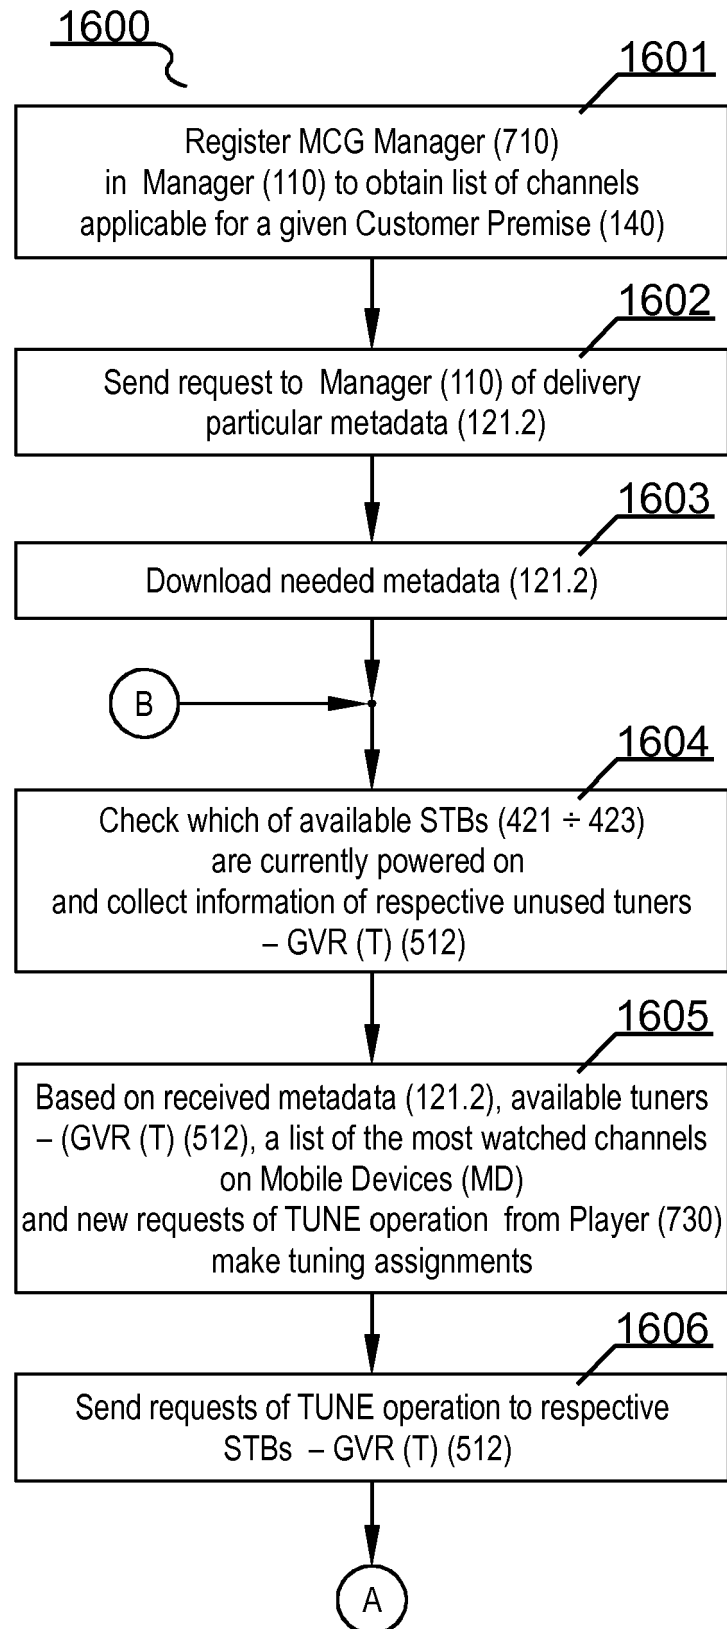 1600
1601
Register MCG Manager (710)
in Manager (110) to obtain list of channels
applicable for a given Customer Premise (140)
1602
Send request to Manager (110) of delivery
particular metadata (121.2)
1603
Download needed metadata (121.2)
B
1604
Check which of available STBs (421 ÷ 423)
are currently powered on
and collect information of respective unused tuners
– GVR (T) (512)
1605
Based on received metadata (121.2), available tuners
– (GVR (T) (512), a list of the most watched channels
on Mobile Devices (MD)
and new requests of TUNE operation from Player (730)
make tuning assignments
1606
Send requests of TUNE operation to respective
STBs – GVR (T) (512)
A